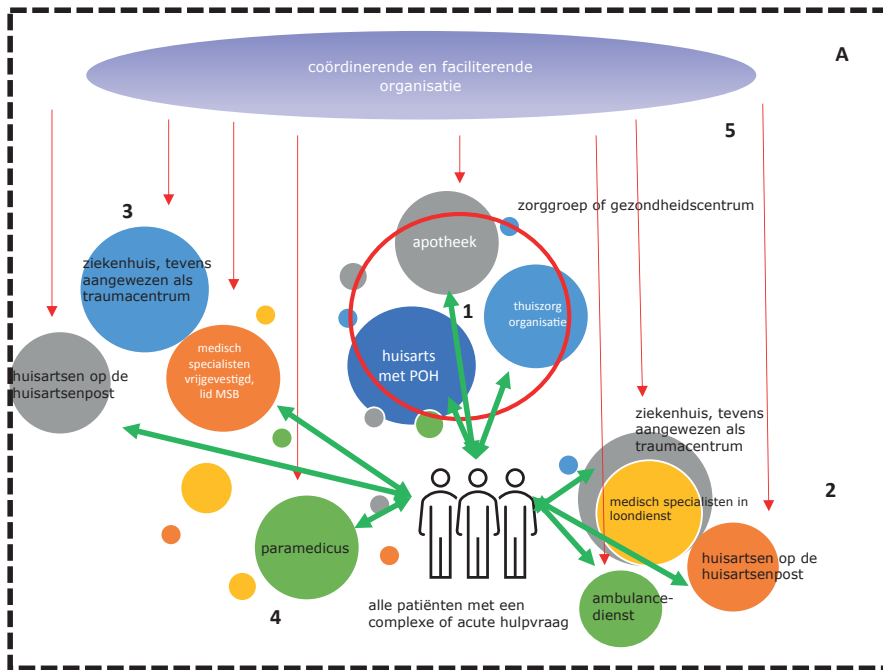 A
coördinerende en faciliterende
organisatie
5
3
zorggroep of gezondheidscentrum
apotheek
ziekenhuis, tevens
aangewezen als
traumacentrum
1
thuiszorg
organisatie
medisch
specialisten
vrijgevestigd,
lid MSB
huisarts
met POH
huisartsen op de
huisartsenpost
ziekenhuis, tevens
aangewezen als
traumacentrum
2
medisch specialisten in
loondienst
paramedicus
huisartsen op de
huisartsenpost
4
alle patiënten met een
complexe of acute hulpvraag
ambulance-
dienst